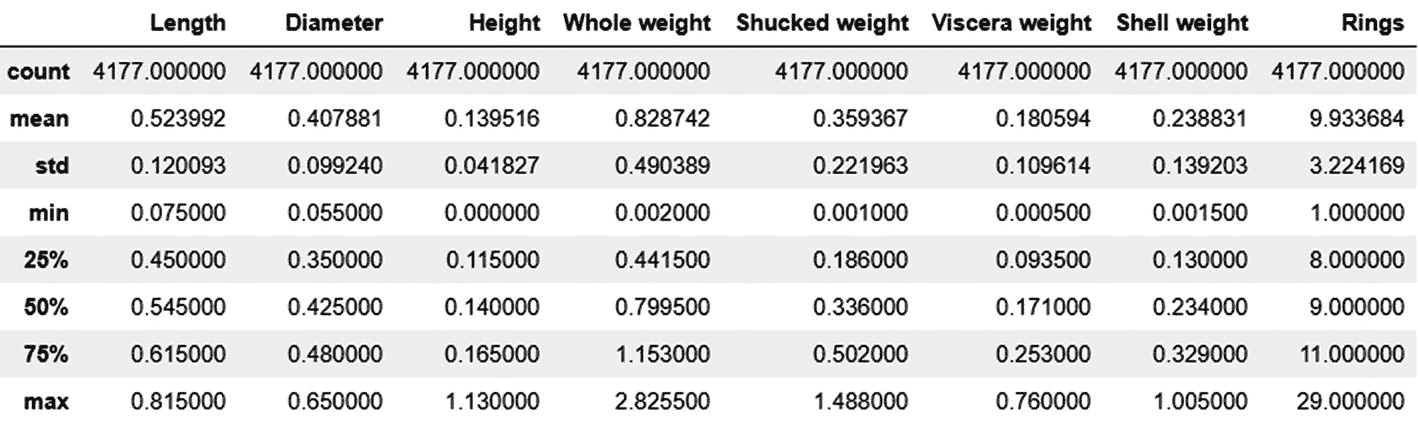 Length Diameter Height Whole weight Shucked weight Viscera weight Shell weight Rings
count 4177.000000 4177.000000 4177.000000 4177.000000 4177.000000 4177.000000 4177.000000 4177.000000
mean 0.523992 0.407881 0.139516 0.828742 0.359367 0.180594 0.238831 9.933684
std 0.120093 0.099240 0.041827 0.490389 0.221963 0.109614 0.139203 3.224169
min 0.075000 0.055000 0.000000 0.002000 0.001000 0.000500 0.001500 1.000000
25% 0.450000 0.350000 0.115000 0.441500 0.186000 0.093500 0.130000 8.000000
50% 0.545000 0.425000 0.140000 0.799500 0.336000 0.171000 0.234000 9.000000
75% 0.615000 0.480000 0.165000 1.153000 0.502000 0.253000 0.329000 11.000000
max 0.815000 0.650000 1.130000 2.825500 1.488000 0.760000 1.005000 29.000000